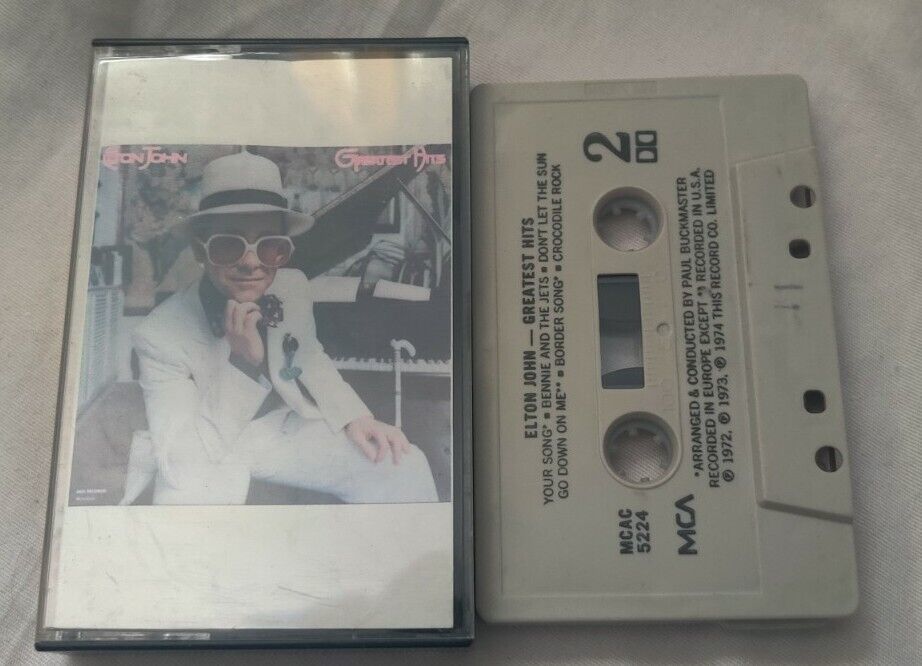 ELTON JOHN
GREATEST HITS
2
ELTON JOHN — GREATEST HITS
YOUR SONG* ▪ BENNIE AND THE JETS ▪ DON'T LET THE SUN
GO DOWN ON ME** ▪ BORDER SONG* ▪ CROCODILE ROCK
MCAC
5224
MCA
*ARRANGED & CONDUCTED BY PAUL BUCKMASTER
RECORDED IN EUROPE EXCEPT *) RECORDED IN U.S.A.
℗ 1972, ℗ 1973, ℗ 1974 THIS RECORD CO. LIMITED